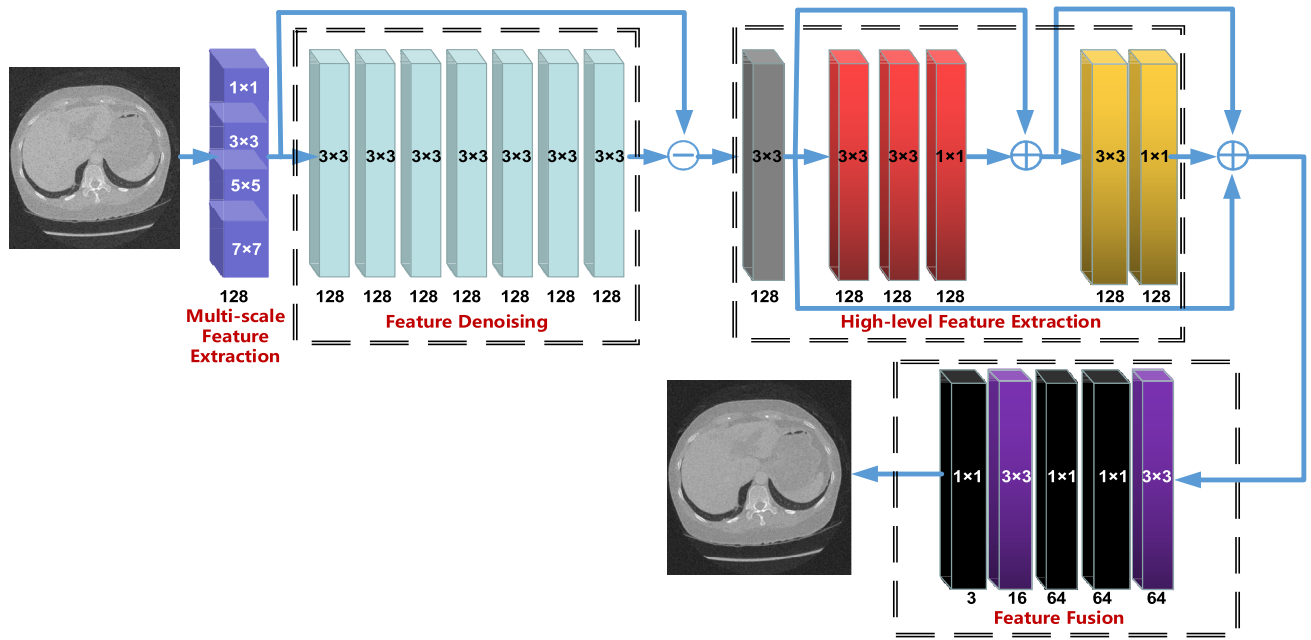 1×1
3×3
5×5
7×7
128
Multi-scale
Feature
Extraction
3×3 3×3 3×3 3×3 3×3 3×3 3×3
128 128 128 128 128 128 128
Feature Denoising
3×3 3×3 3×3 1×1 3×3 1×1
128 128 128 128 128 128
High-level Feature Extraction
1×1 3×3 1×1 1×1 3×3
3 16 64 64 64
Feature Fusion